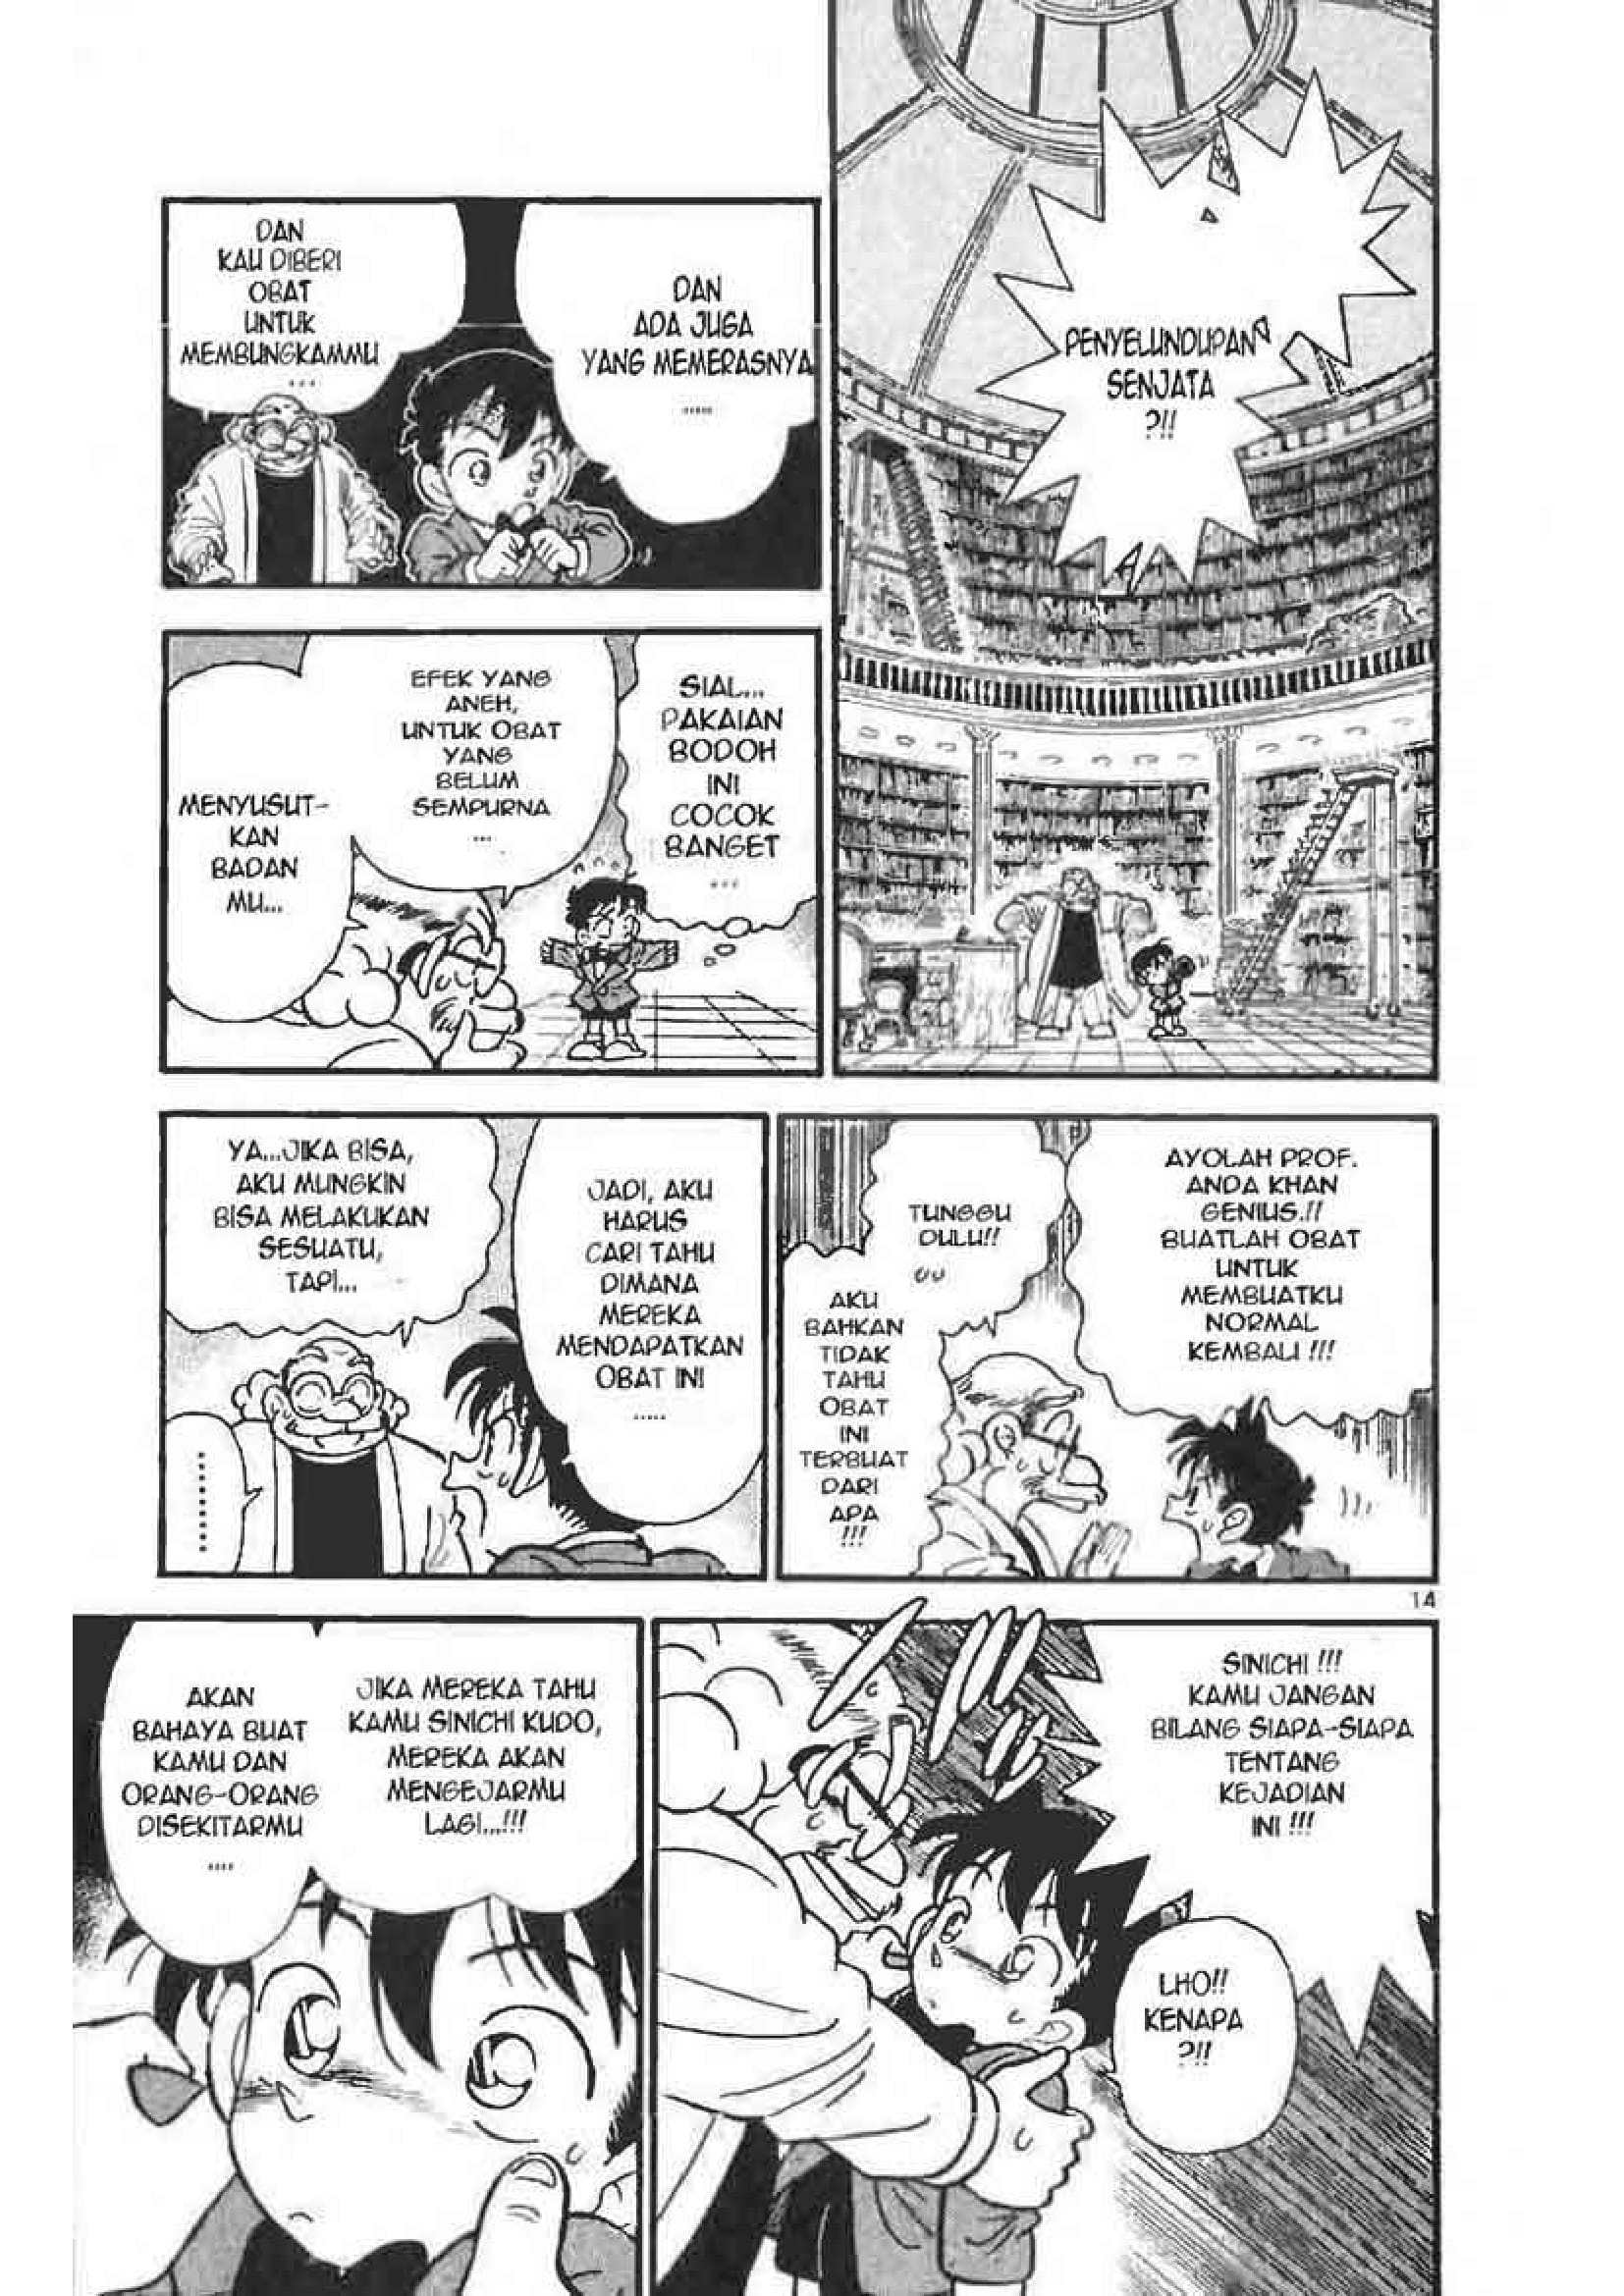 PENYELUNDUPAN
SENJATA
?!!
DAN
ADA JUGA
YANG MEMERASNYA
.....
DAN
KAU DIBERI
OBAT
UNTUK
MEMBUNGKAMMU
...
SIAL...
PAKAIAN
BODOH
INI
COCOK
BANGET
...
EFEK YANG
ANEH,
UNTUK OBAT
YANG
BELUM
SEMPURNA
...
MENYUSUT-
KAN
BADAN
MU...
AYOLAH PROF.
ANDA KHAN
GENIUS.!!
BUATLAH OBAT
UNTUK
MEMBUATKU
NORMAL
KEMBALI !!!
TUNGGU
DULU!!
AKU
BAHKAN
TIDAK
TAHU
OBAT
INI
TERBUAT
DARI
APA
!!!
JADI, AKU
HARUS
CARI TAHU
DIMANA
MEREKA
MENDAPATKAN
OBAT INI
.....
YA...JIKA BISA,
AKU MUNGKIN
BISA MELAKUKAN
SESUATU,
TAPI...
.........
14
SINICHI !!!
KAMU JANGAN
BILANG SIAPA-SIAPA
TENTANG
KEJADIAN
INI !!!
LHO!!
KENAPA
?!!
JIKA MEREKA TAHU
KAMU SINICHI KUDO,
MEREKA AKAN
MENGEJARMU
LAGI...!!!
AKAN
BAHAYA BUAT
KAMU DAN
ORANG-ORANG
DISEKITARMU
....